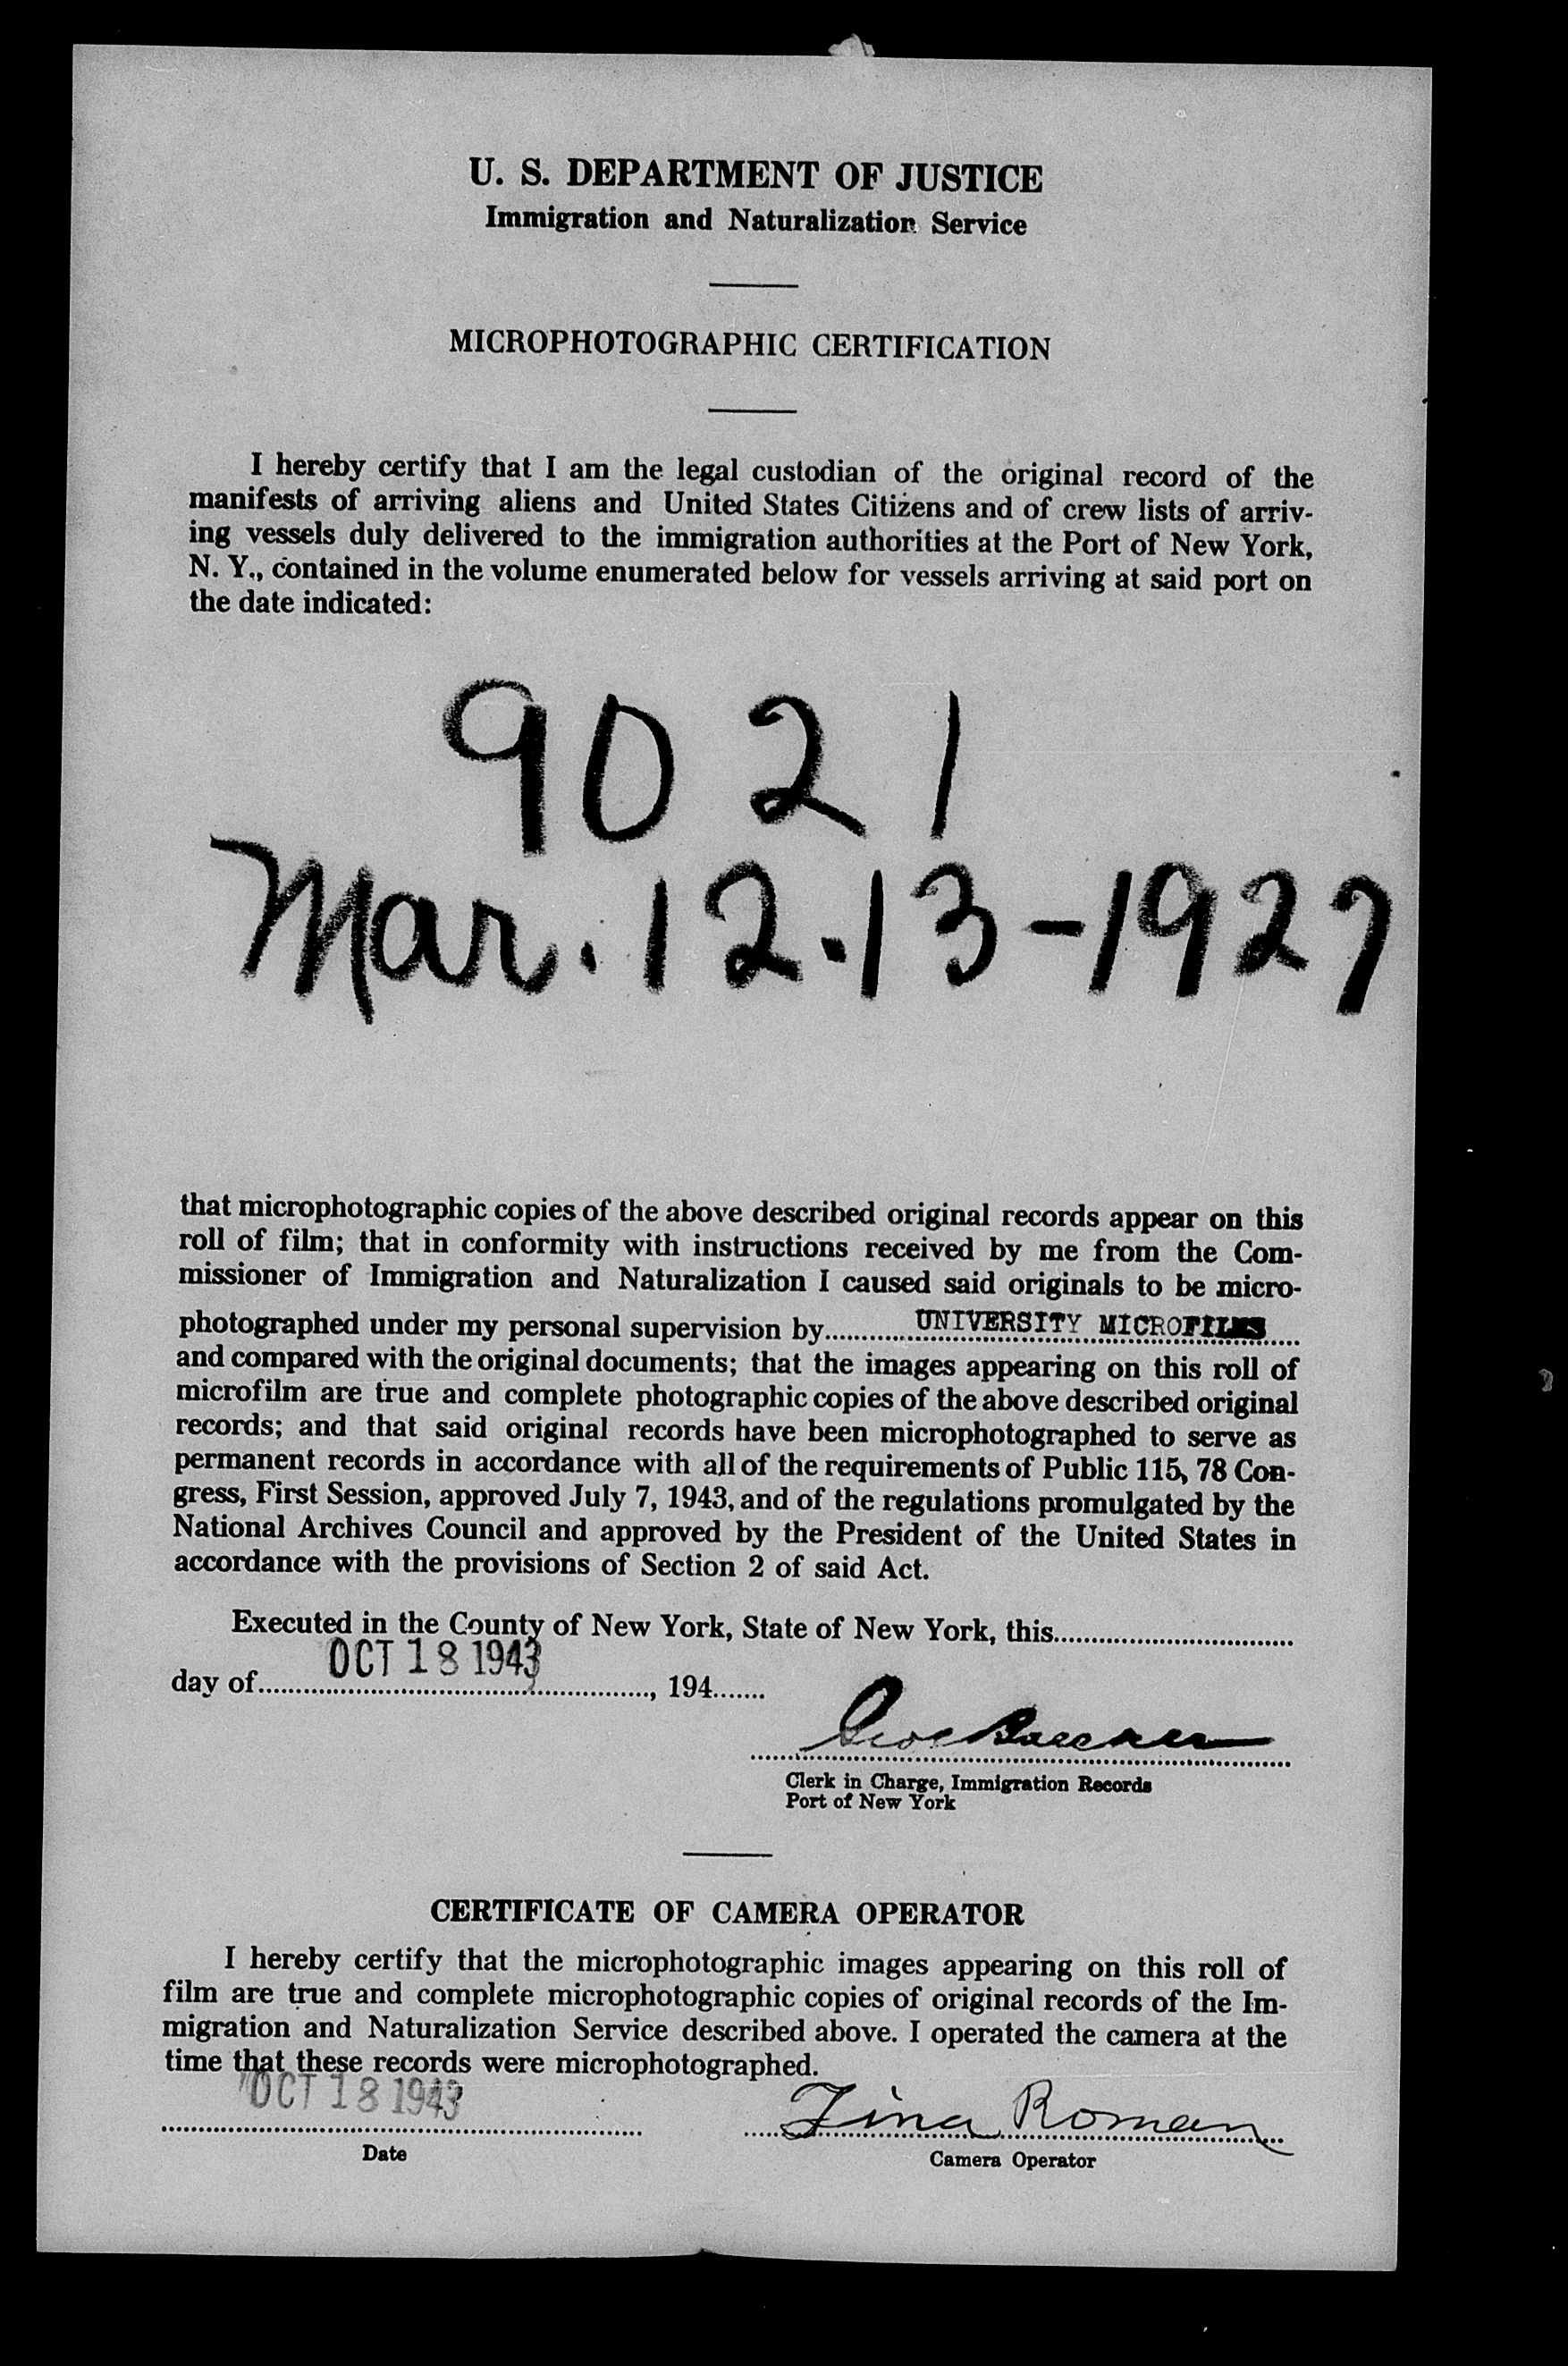 U. S. DEPARTMENT OF JUSTICE
Immigration and Naturalization Service
MICROPHOTOGRAPHIC CERTIFICATION
I hereby certify that I am the legal custodian of the original record of the
manifests of arriving aliens and United States Citizens and of crew lists of arriv-
ing vessels duly delivered to the immigration authorities at the Port of New York,
N. Y., contained in the volume enumerated below for vessels arriving at said port on
the date indicated:
9021
Mar. 12.13-1927
that microphotographic copies of the above described original records appear on this
roll of film; that in conformity with instructions received by me from the Com-
missioner of Immigration and Naturalization I caused said originals to be micro-
photographed under my personal supervision by UNIVERSITY MICROFILMS
and compared with the original documents; that the images appearing on this roll of
microfilm are true and complete photographic copies of the above described original
records; and that said original records have been microphotographed to serve as
permanent records in accordance with all of the requirements of Public 115, 78 Con-
gress, First Session, approved July 7, 1943, and of the regulations promulgated by the
National Archives Council and approved by the President of the United States in
accordance with the provisions of Section 2 of said Act.
Executed in the County of New York, State of New York, this
OCT 18 1943
day of , 194
Clerk in Charge, Immigration Records
Port of New York
CERTIFICATE OF CAMERA OPERATOR
I hereby certify that the microphotographic images appearing on this roll of
film are true and complete microphotographic copies of original records of the Im-
migration and Naturalization Service described above. I operated the camera at the
time that these records were microphotographed.
OCT 18 1943 Tina Roman
Date Camera Operator